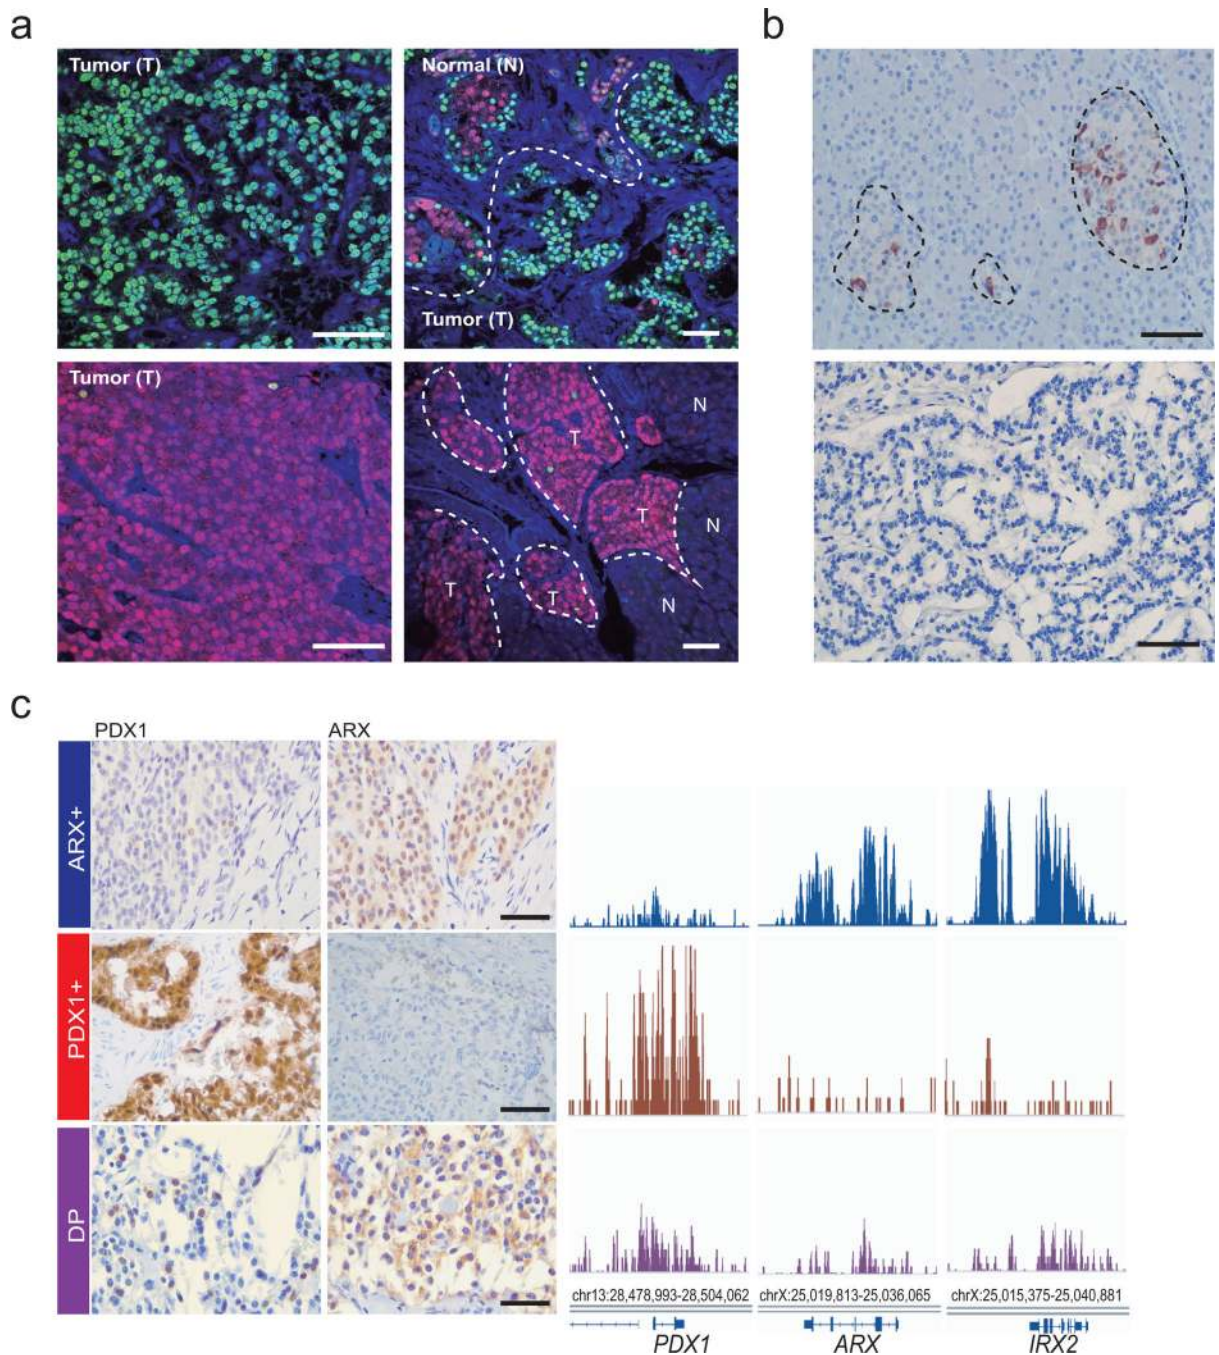 a
b
Tumor (T)
Normal (N)
Tumor (T)
Tumor (T)
N
T
N
T
T
T
N
c
PDX1
ARX
ARX+
PDX1+
DP
chr13:28,478,993-28,504,062
chrX:25,019,813-25,036,065
chrX:25,015,375-25,040,881
PDX1
ARX
IRX2